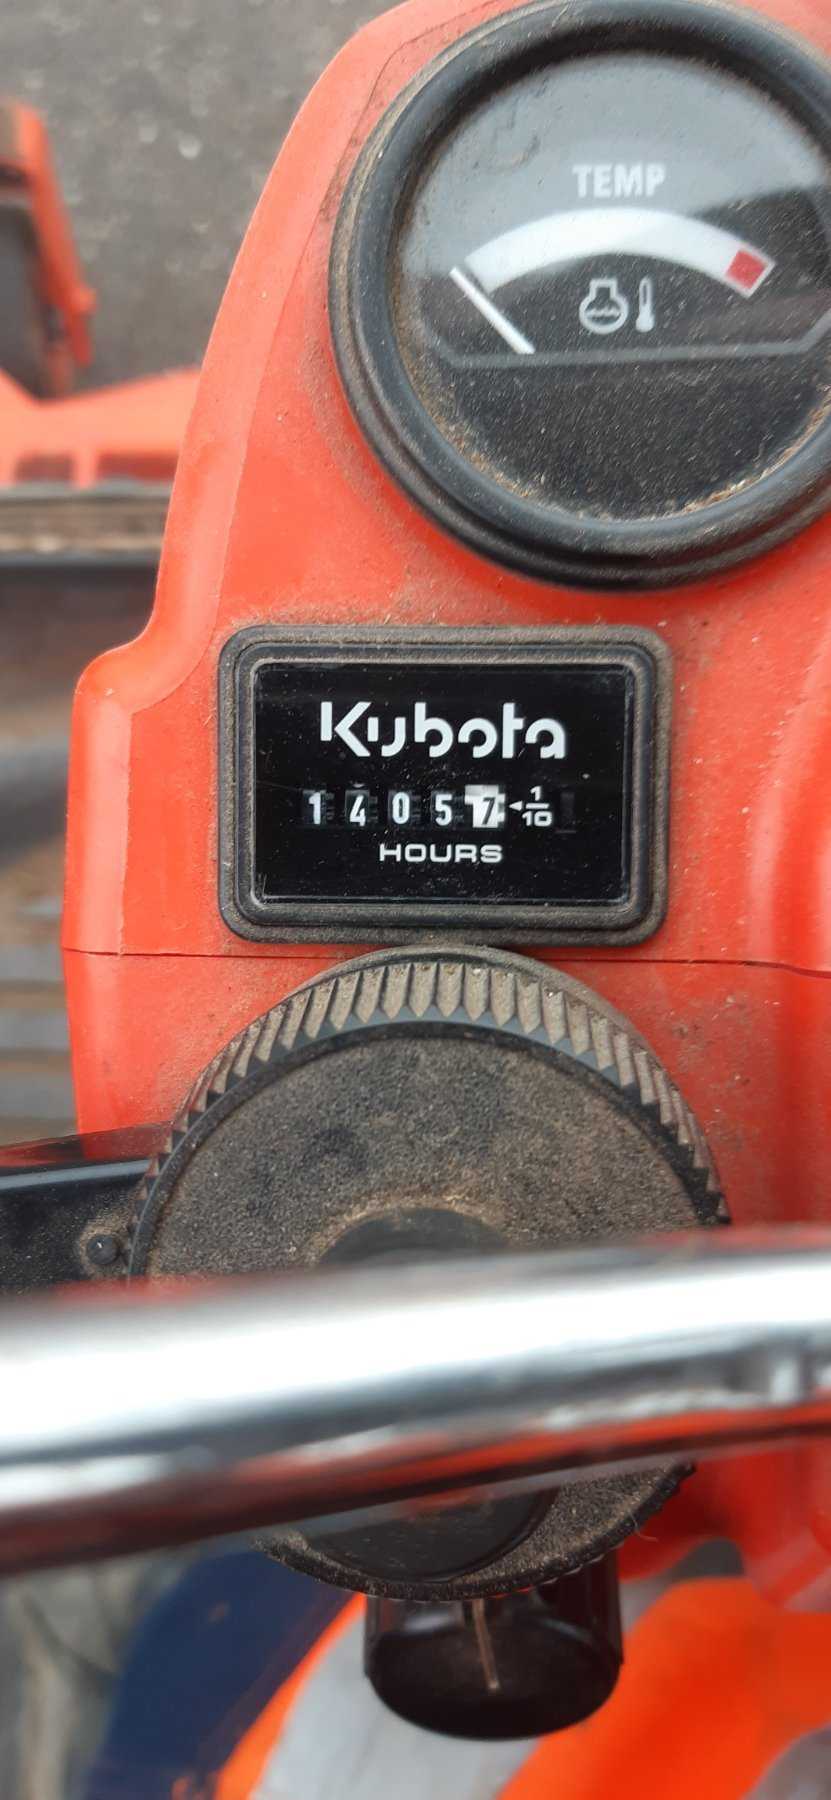 TEMP
Kubota
14057 1/10
HOURS